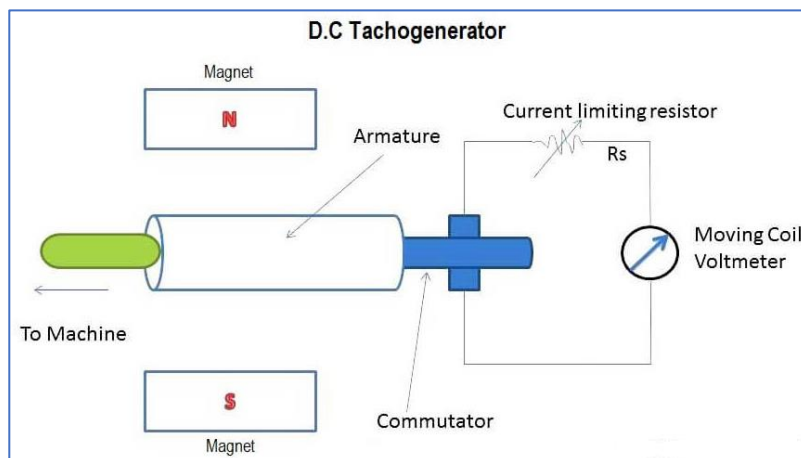 D.C Tachogenerator
Magnet
N
Current limiting resistor
Armature
Rs
Moving Coil
Voltmeter
To Machine
S
Commutator
Magnet